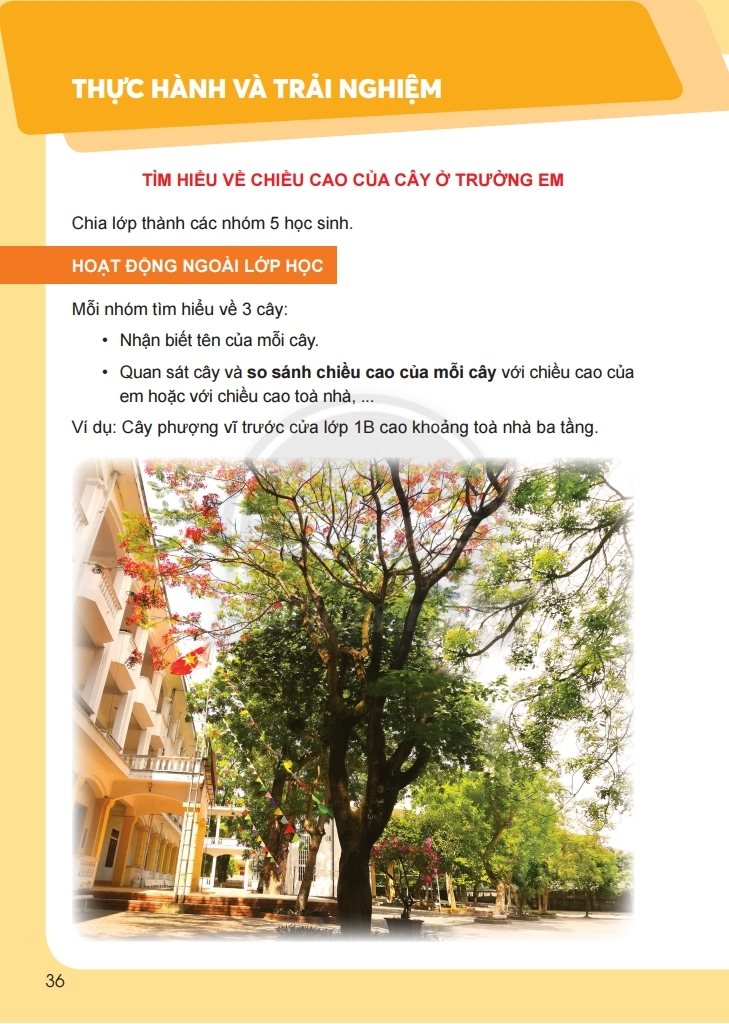 THỰC HÀNH VÀ TRẢI NGHIỆM
TÌM HIỂU VỀ CHIỀU CAO CỦA CÂY Ở TRƯỜNG EM
Chia lớp thành các nhóm 5 học sinh.
HOẠT ĐỘNG NGOÀI LỚP HỌC
Mỗi nhóm tìm hiểu về 3 cây:
• Nhận biết tên của mỗi cây.
• Quan sát cây và so sánh chiều cao của mỗi cây với chiều cao của
em hoặc với chiều cao toà nhà, ...
Ví dụ: Cây phượng vĩ trước cửa lớp 1B cao khoảng toà nhà ba tầng.
36